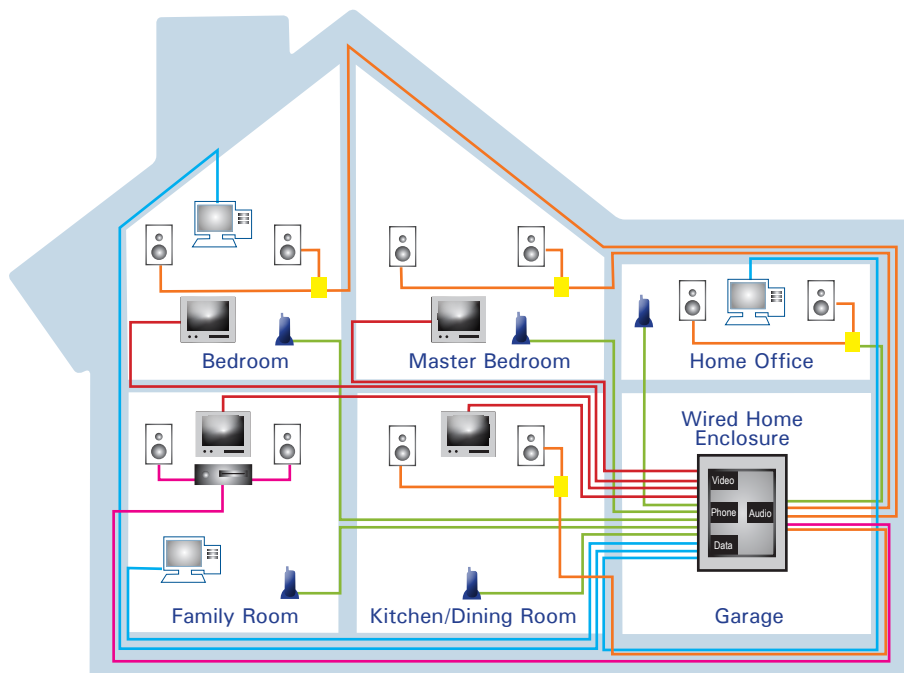 Bedroom
Master Bedroom
Home Office
Wired Home
Enclosure
Video
Phone
Audio
Data
Family Room
Kitchen/Dining Room
Garage